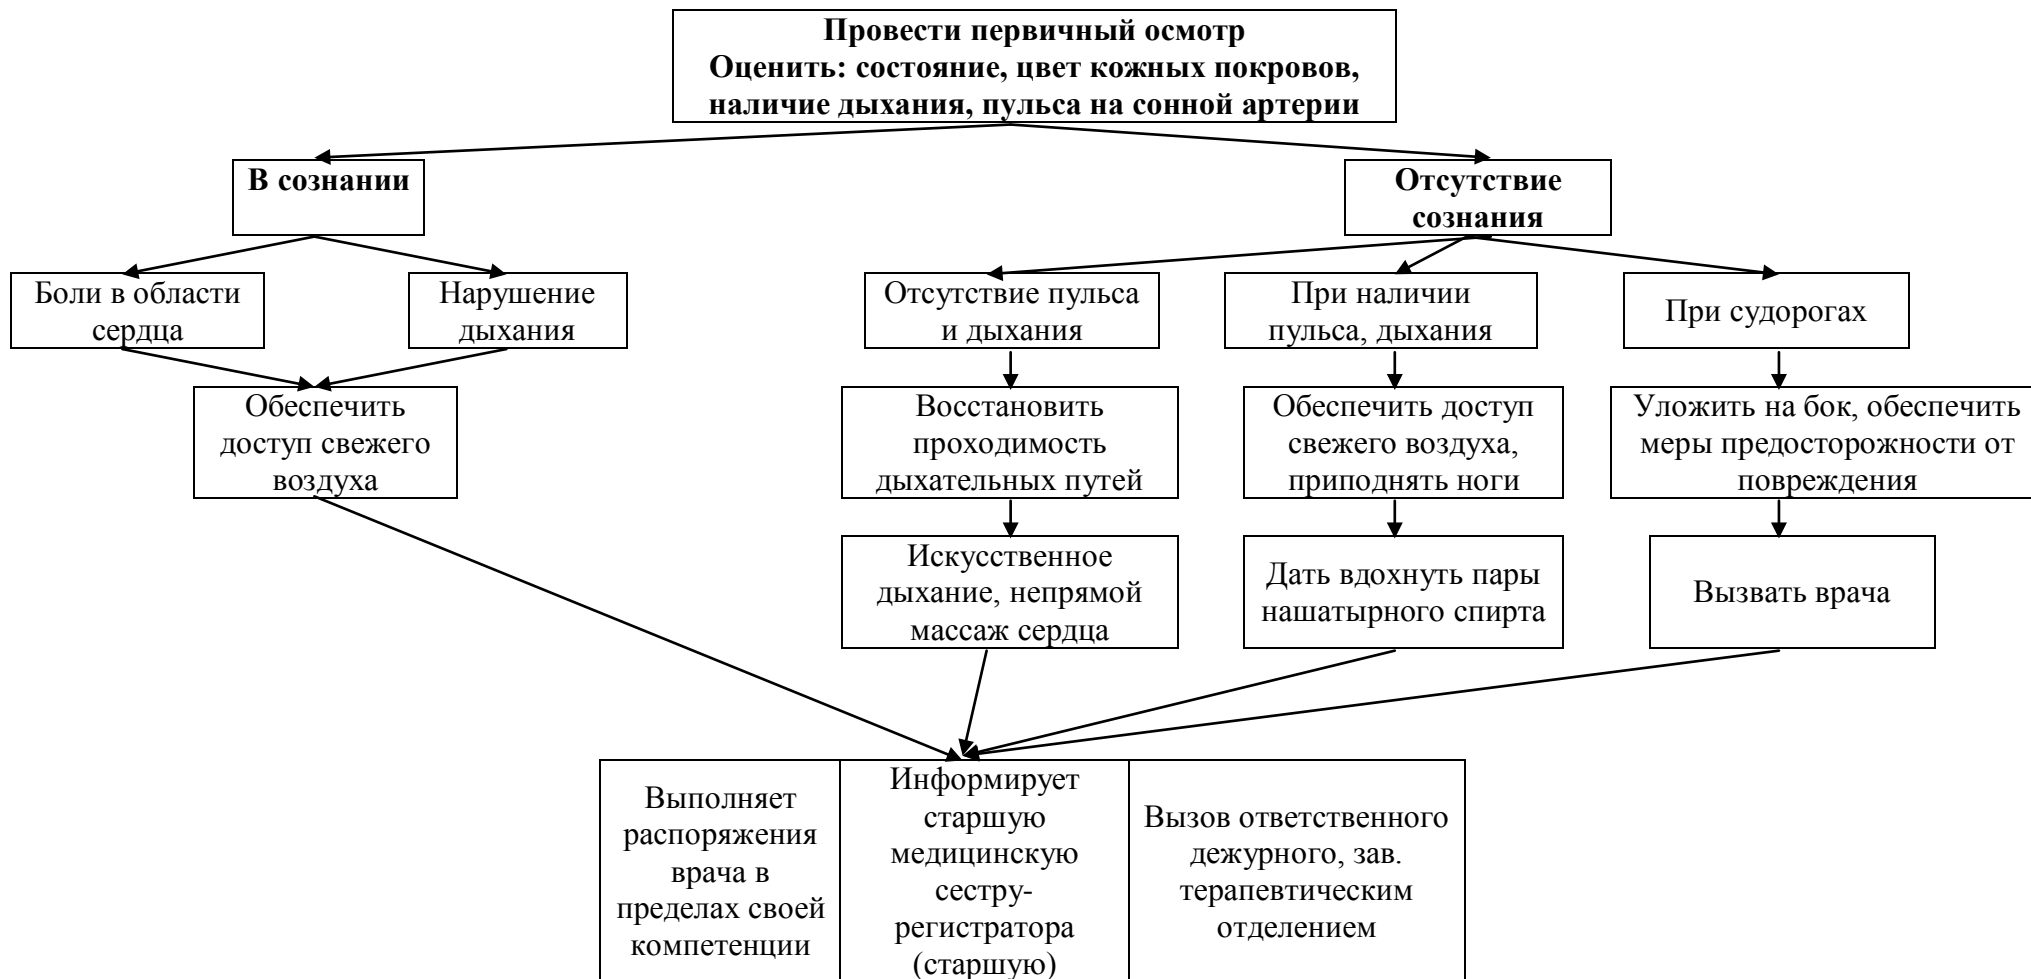 Провести первичный осмотр
Оценить: состояние, цвет кожных покровов,
наличие дыхания, пульса на сонной артерии
В сознании
Отсутствие
сознания
Боли в области
сердца
Нарушение
дыхания
Отсутствие пульса
и дыхания
При наличии
пульса, дыхания
При судорогах
Обеспечить
доступ свежего
воздуха
Восстановить
проходимость
дыхательных путей
Обеспечить доступ
свежего воздуха,
приподнять ноги
Уложить на бок, обеспечить
меры предосторожности от
повреждения
Искусственное
дыхание, непрямой
массаж сердца
Дать вдохнуть пары
нашатырного спирта
Вызвать врача
Выполняет
распоряжения
врача в
пределах своей
компетенции
Информирует
старшую
медицинскую
сестру-
регистратора
(старшую)
Вызов ответственного
дежурного, зав.
терапевтическим
отделением